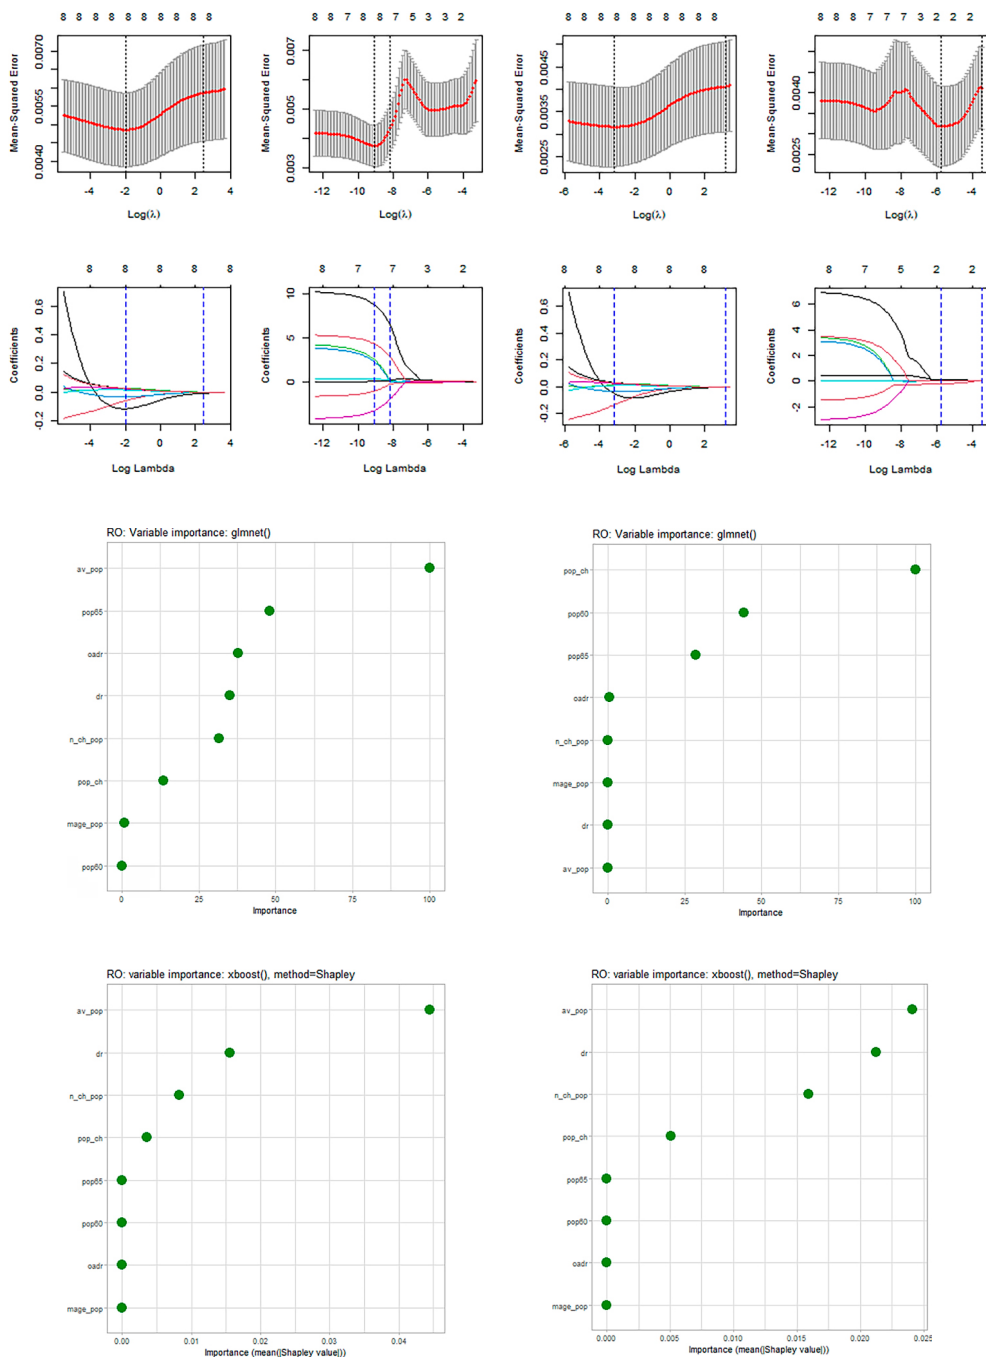 8 8 8 8 8 8 8 8 8
Mean-Squared Error
0.0040 0.0055 0.0070
-4 -2 0 2 4
Log(λ)
8 8 7 8 8 7 5 3 3 2
Mean-Squared Error
0.003 0.005 0.007
-12 -10 -8 -6 -4
Log(λ)
8 8 8 8 8 8 8 8 8
Mean-Squared Error
0.0025 0.0035 0.0045
-6 -4 -2 0 2
Log(λ)
8 8 8 7 7 7 3 2 2 2
Mean-Squared Error
0.0025 0.0040
-12 -10 -8 -6 -4
Log(λ)
8 8 8 8 8
Coefficients
-0.2 0.0 0.2 0.4 0.6
-4 -2 0 2 4
Log Lambda
8 7 7 3 2
Coefficients
0 5 10
-12 -10 -8 -6 -4
Log Lambda
8 8 8 8 8
Coefficients
-0.2 0.0 0.2 0.4 0.6
-6 -4 -2 0 2
Log Lambda
8 7 5 2 2
Coefficients
-2 0 2 4 6
-12 -10 -8 -6 -4
Log Lambda
RO: Variable importance: glmnet()
av_pop
pop65
oadr
dr
n_ch_pop
pop_ch
mage_pop
pop60
0 25 50 75 100
Importance
RO: Variable importance: glmnet()
pop_ch
pop60
pop65
oadr
n_ch_pop
mage_pop
dr
av_pop
0 25 50 75 100
Importance
RO: variable importance: xboost(), method=Shapley
av_pop
dr
n_ch_pop
pop_ch
pop65
pop60
oadr
mage_pop
0.00 0.01 0.02 0.03 0.04
Importance (mean(|Shapley value|))
RO: variable importance: xboost(), method=Shapley
av_pop
dr
n_ch_pop
pop_ch
pop65
pop60
oadr
mage_pop
0.000 0.005 0.010 0.015 0.020 0.025
Importance (mean(|Shapley value|))